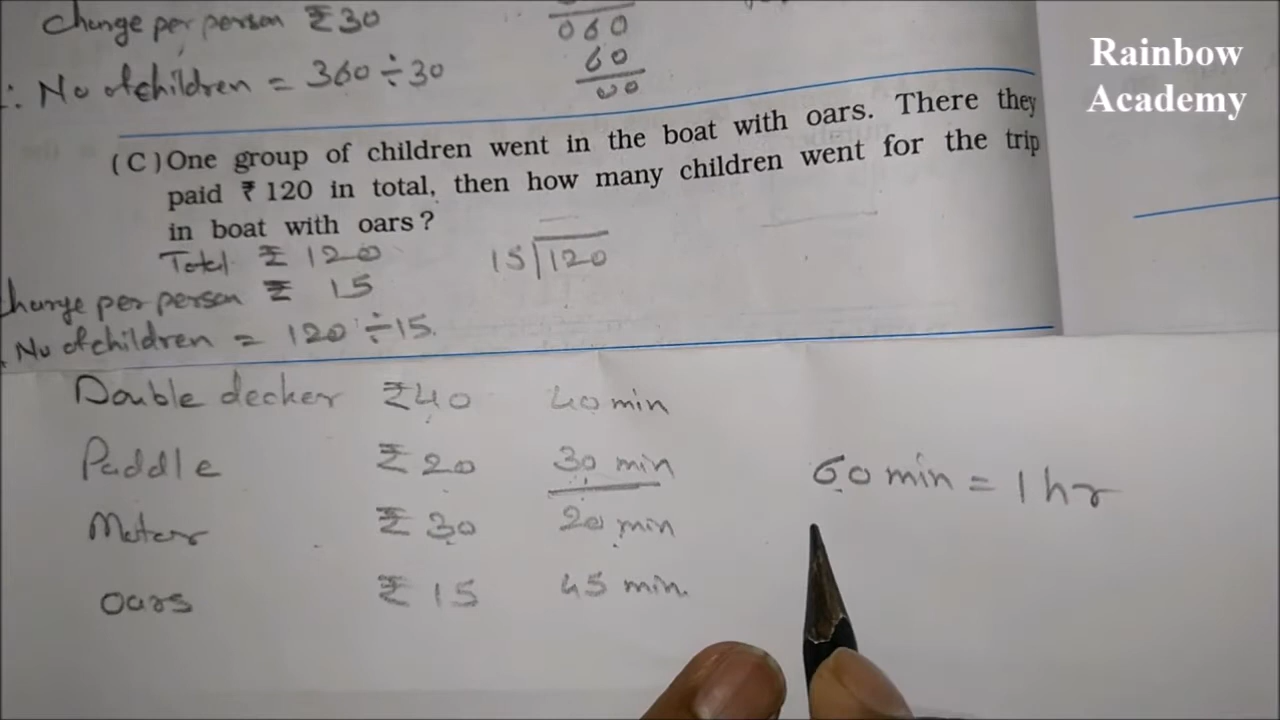 Charge per person ₹30
060
60
00
∴ No of children = 360 ÷ 30
Rainbow
Academy
(C) One group of children went in the boat with oars. There they
paid ₹ 120 in total, then how many children went for the trip
in boat with oars?
Total ₹ 120
15)120
Charge per person ₹ 15
No of children = 120 ÷ 15.
Double decker ₹40 40 min
Paddle ₹20 30 min
60 min = 1 hr
Motor ₹ 30 20 min
oars ₹ 15 45 min.